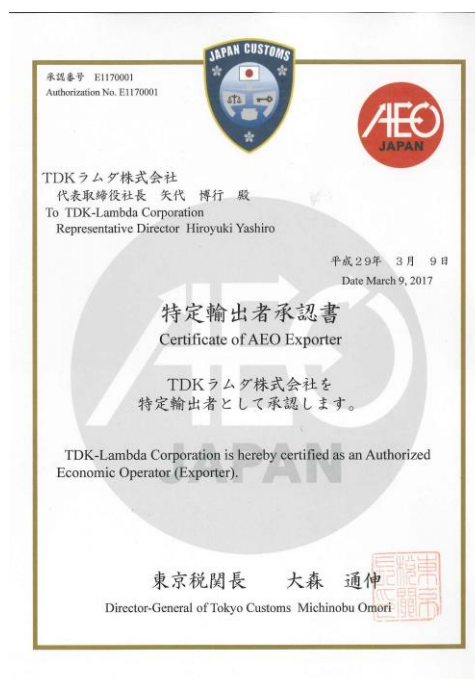 JAPAN CUSTOMS
承認番号 E1170001
Authorization No. E1170001
AEO
JAPAN
TDKラムダ株式会社
代表取締役社長 矢代 博行 殿
To TDK-Lambda Corporation
Representative Director Hiroyuki Yashiro
平成29年 3月 9日
Date March 9, 2017
特定輸出者承認書
Certificate of AEO Exporter
TDKラムダ株式会社を
特定輸出者として承認します。
TDK-Lambda Corporation is hereby certified as an Authorized
Economic Operator (Exporter).
AEO
JAPAN
東京税関長 大森 通伸
Director-General of Tokyo Customs Michinobu Omori